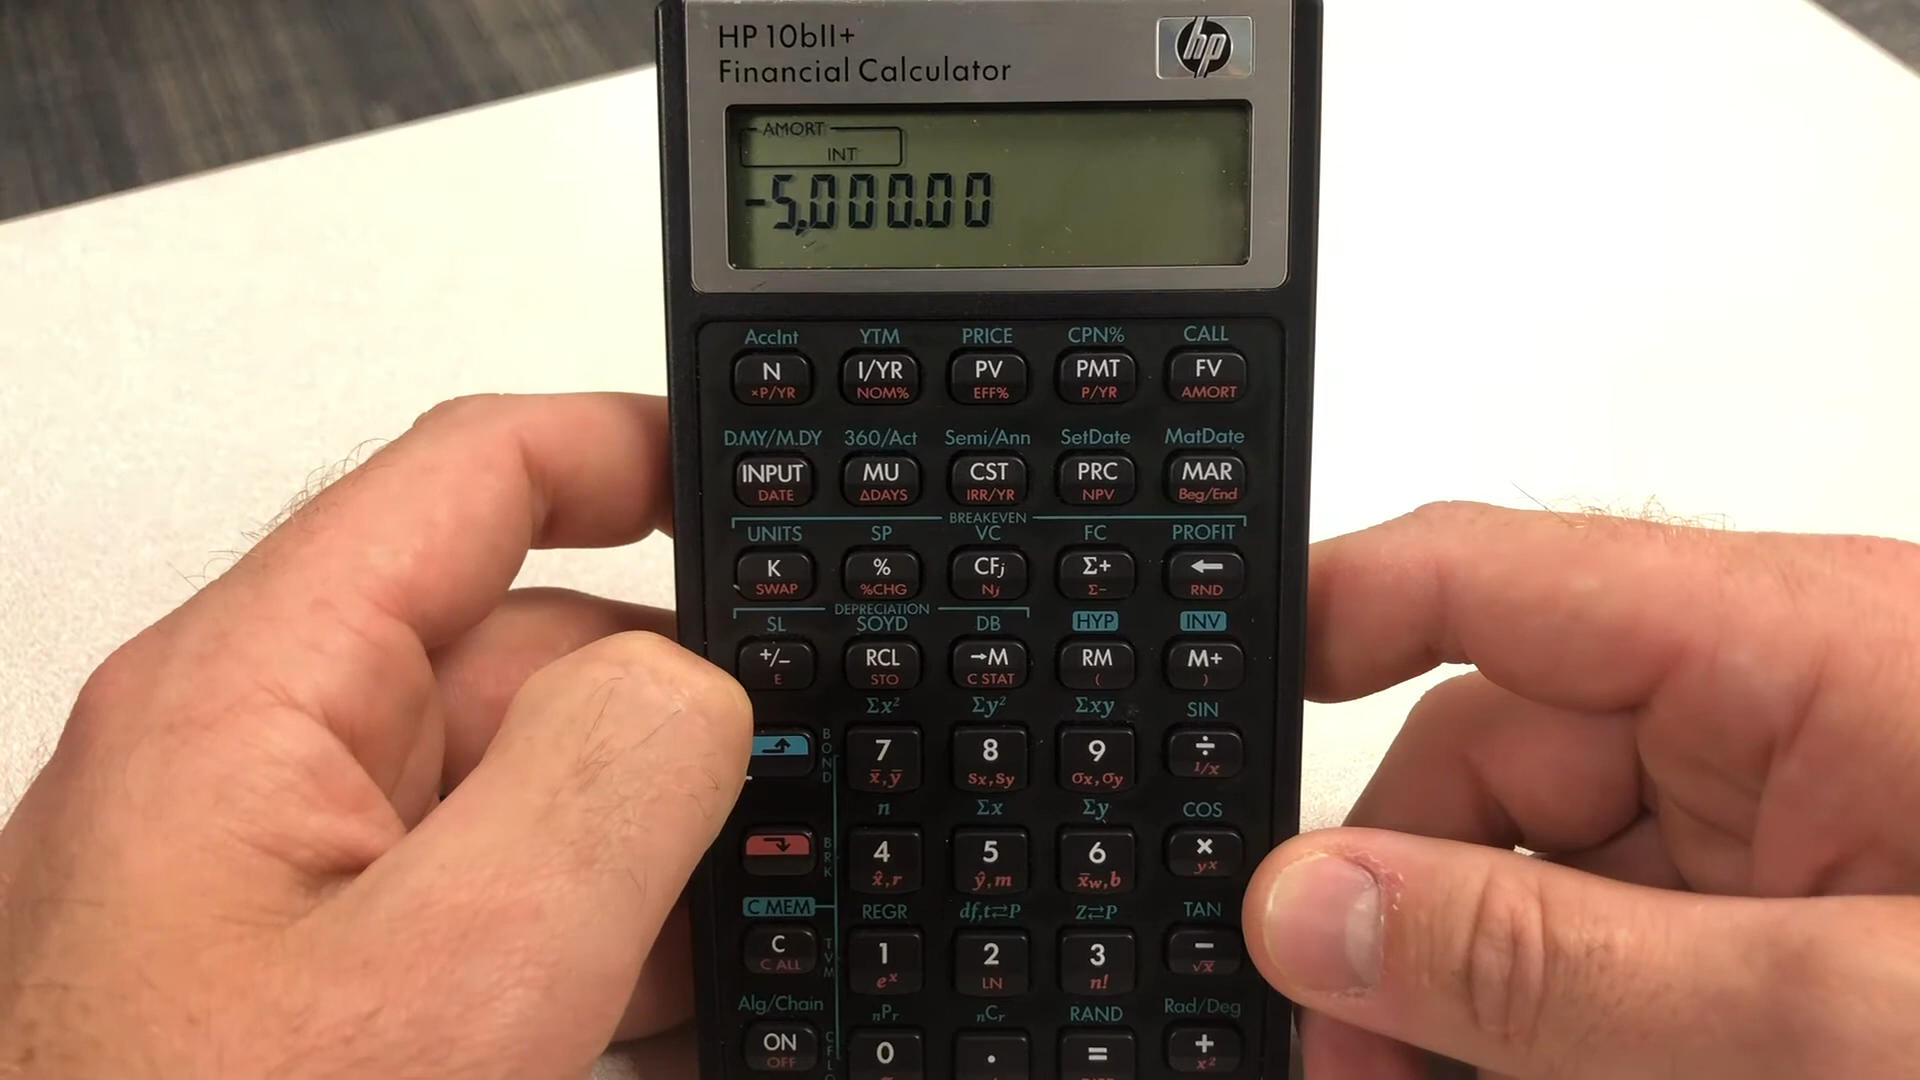 HP 10bII+
Financial Calculator
hp
AMORT
INT
-5,000.00
AccInt YTM PRICE CPN% CALL
N I/YR PV PMT FV
×P/YR NOM% EFF% P/YR AMORT
D.MY/M.DY 360/Act Semi/Ann SetDate MatDate
INPUT MU CST PRC MAR
DATE ΔDAYS IRR/YR NPV Beg/End
BREAKEVEN
UNITS SP VC FC PROFIT
K % CFj Σ+ ←
SWAP %CHG Nj Σ− RND
DEPRECIATION
SL SOYD DB HYP INV
+/− RCL →M RM M+
E STO C STAT ( )
Σx² Σy² Σxy SIN
BOND
7 8 9 ÷
x̄,ȳ Sx,Sy σx,σy 1/x
n Σx Σy COS
BRK
4 5 6 ×
x̂,r ŷ,m x̄w,b yˣ
C MEM REGR df,t⇄P Z⇄P TAN
TVM
C 1 2 3 −
C ALL eˣ LN n! √x
Alg/Chain nPr nCr RAND Rad/Deg
ON 0 . = +
OFF x²